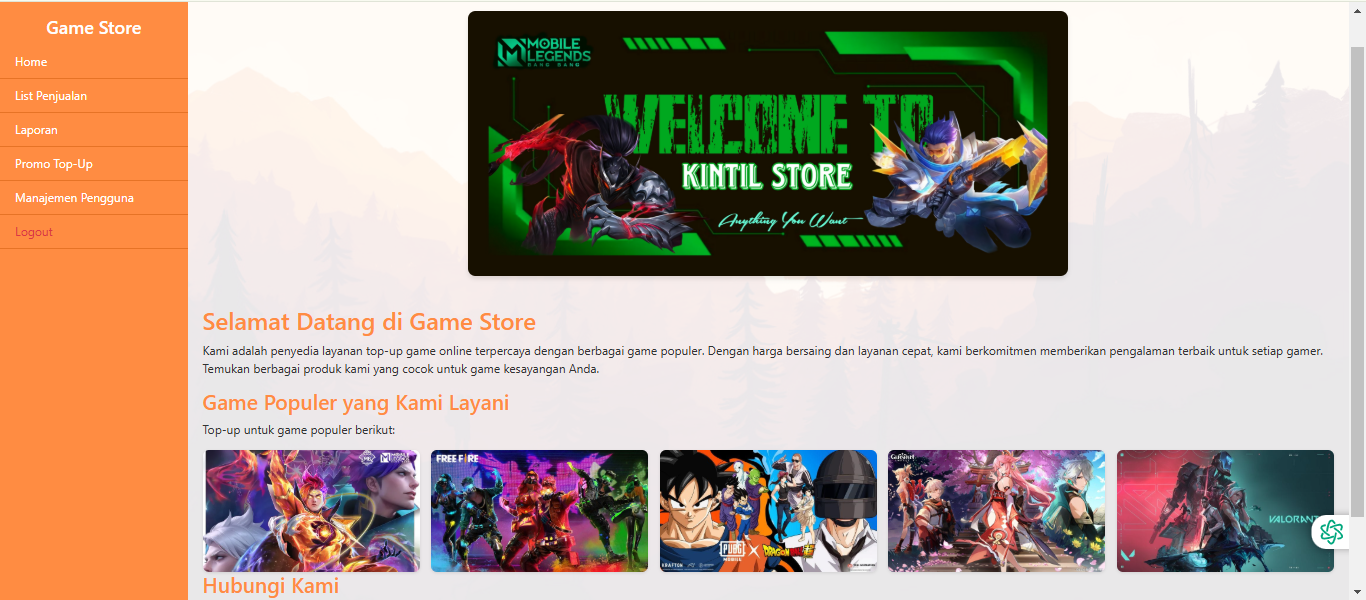 Game Store
Home
List Penjualan
Laporan
Promo Top-Up
Manajemen Pengguna
Logout
MOBILE
LEGENDS
BANG BANG
WELCOME TO
KINTIL STORE
Anything You Want
Selamat Datang di Game Store
Kami adalah penyedia layanan top-up game online terpercaya dengan berbagai game populer. Dengan harga bersaing dan layanan cepat, kami berkomitmen memberikan pengalaman terbaik untuk setiap gamer.
Temukan berbagai produk kami yang cocok untuk game kesayangan Anda.
Game Populer yang Kami Layani
Top-up untuk game populer berikut:
FREE FIRE
PUBG
MOBILE
X
DRAGON BALL
KRAFTON
GENSHIN
VALORANT
Hubungi Kami